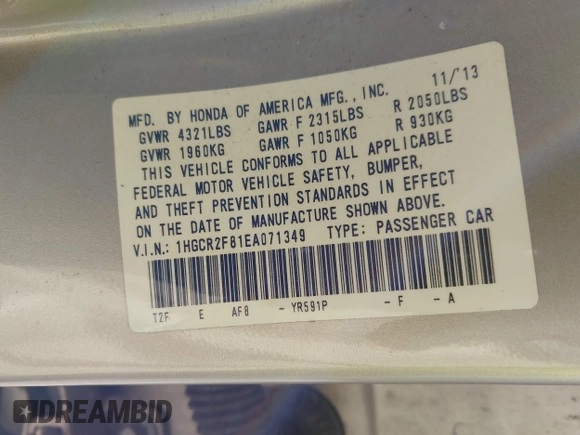 MFD. BY HONDA OF AMERICA MFG., INC. 11/'13
GVWR 4321LBS GAWR F 2315LBS R 2050LBS
GVWR 1960KG GAWR F 1050KG R 930KG
THIS VEHICLE CONFORMS TO ALL APPLICABLE
FEDERAL MOTOR VEHICLE SAFETY, BUMPER,
AND THEFT PREVENTION STANDARDS IN EFFECT
ON THE DATE OF MANUFACTURE SHOWN ABOVE.
V.I.N.: 1HGCR2F81EA071349 TYPE: PASSENGER CAR
T2F E AF8 - YR591P - F - A
DREAMBID